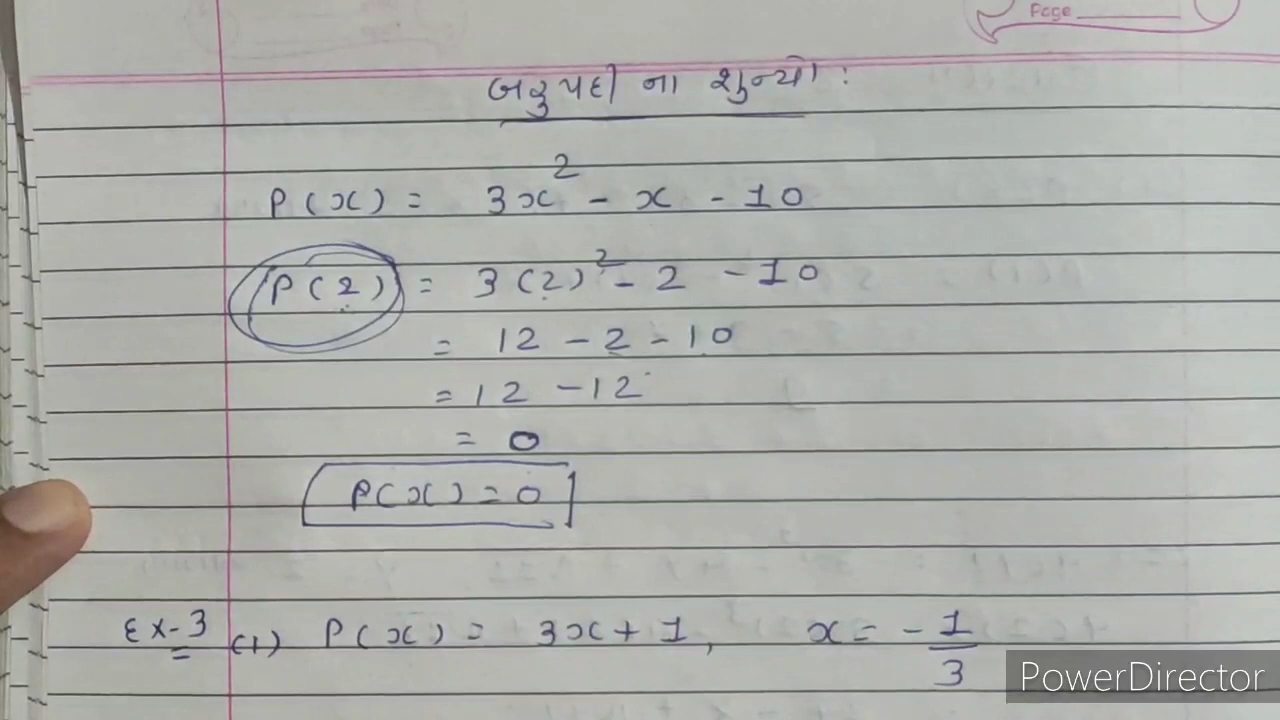 Page
બહુપદી ના શુન્યો :
P(x) = 3x² - x - 10
P(2) = 3(2)² - 2 - 10
= 12 - 2 - 10
= 12 - 12
= 0
P(x) = 0
Ex-3 (1) P(x) = 3x + 1, x = -1/3
PowerDirector